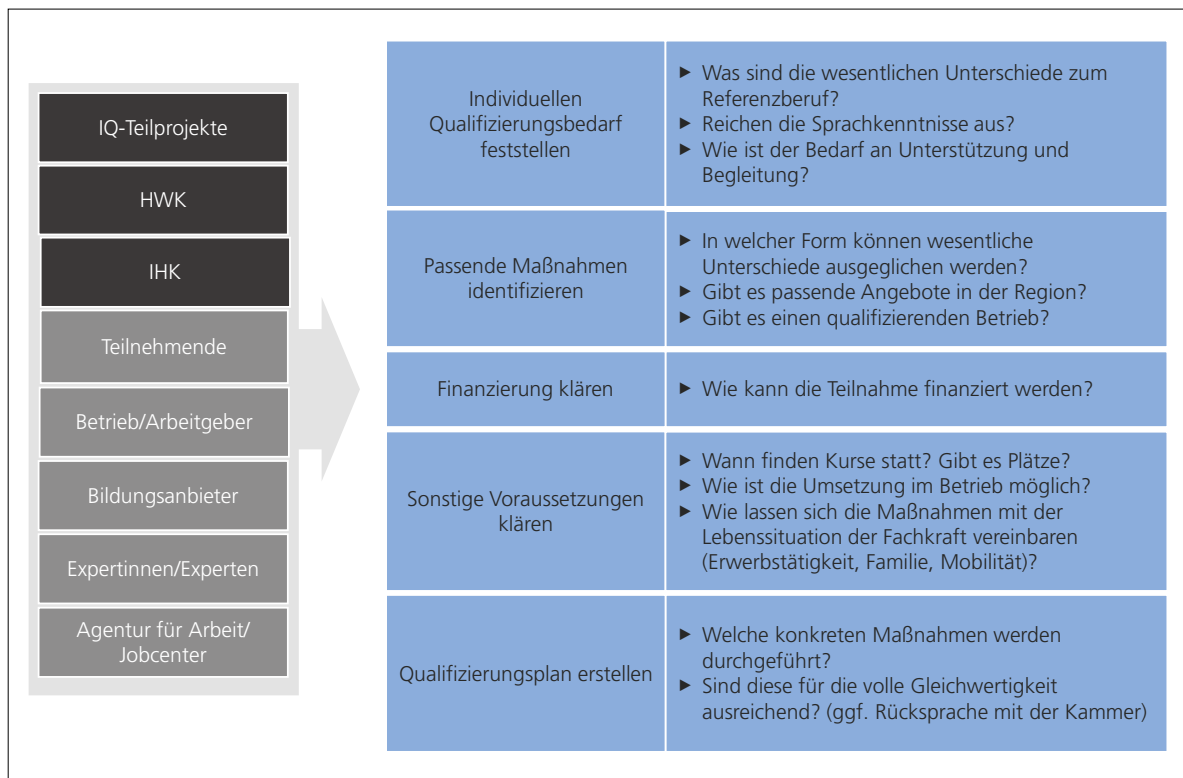 IQ-Teilprojekte
HWK
IHK
Teilnehmende
Betrieb/Arbeitgeber
Bildungsanbieter
Expertinnen/Experten
Agentur für Arbeit/
Jobcenter
Individuellen
Qualifizierungsbedarf
feststellen
▶ Was sind die wesentlichen Unterschiede zum
Referenzberuf?
▶ Reichen die Sprachkenntnisse aus?
▶ Wie ist der Bedarf an Unterstützung und
Begleitung?
Passende Maßnahmen
identifizieren
▶ In welcher Form können wesentliche
Unterschiede ausgeglichen werden?
▶ Gibt es passende Angebote in der Region?
▶ Gibt es einen qualifizierenden Betrieb?
Finanzierung klären
▶ Wie kann die Teilnahme finanziert werden?
Sonstige Voraussetzungen
klären
▶ Wann finden Kurse statt? Gibt es Plätze?
▶ Wie ist die Umsetzung im Betrieb möglich?
▶ Wie lassen sich die Maßnahmen mit der
Lebenssituation der Fachkraft vereinbaren
(Erwerbstätigkeit, Familie, Mobilität)?
Qualifizierungsplan erstellen
▶ Welche konkreten Maßnahmen werden
durchgeführt?
▶ Sind diese für die volle Gleichwertigkeit
ausreichend? (ggf. Rücksprache mit der Kammer)